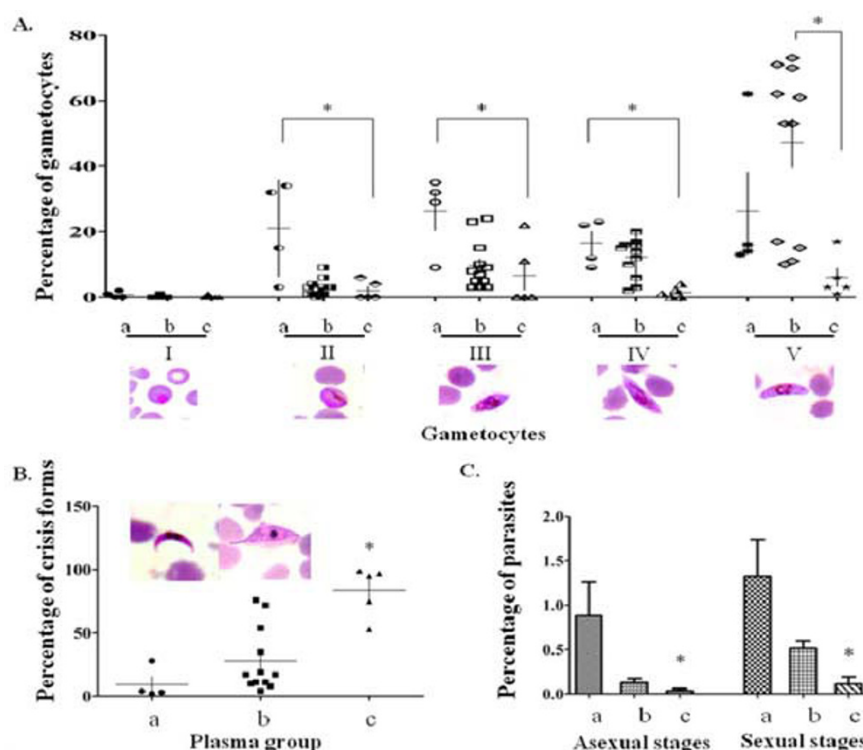 A.
Percentage of gametocytes
80
60
40
20
0
*
*
*
*
a b c
a b c
a b c
a b c
a b c
I
II
III
IV
V
Gametocytes
B.
Percentage of crisis forms
150
100
50
0
*
a b c
Plasma group
C.
Percentage of parasites
2.0
1.5
1.0
0.5
0.0
*
*
a b c
a b c
Asexual stages
Sexual stages